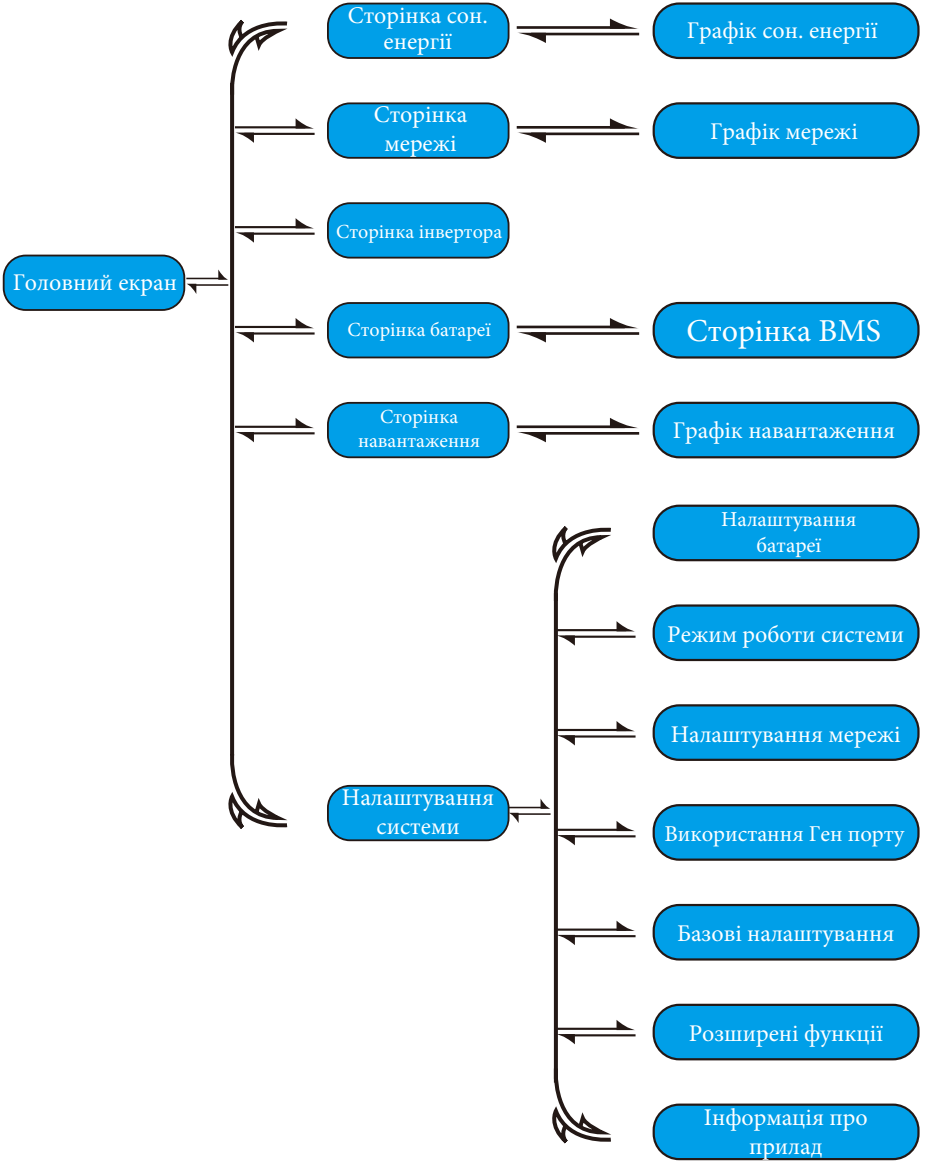 Сторінка сон.
енергії
Графік сон. енергії
Сторінка
мережі
Графік мережі
Сторінка інвертора
Головний екран
Сторінка батареї
Сторінка BMS
Сторінка
навантаження
Графік навантаження
Налаштування
батареї
Режим роботи системи
Налаштування мережі
Налаштування
системи
Використання Ген порту
Базові налаштування
Розширені функції
Інформація про
прилад